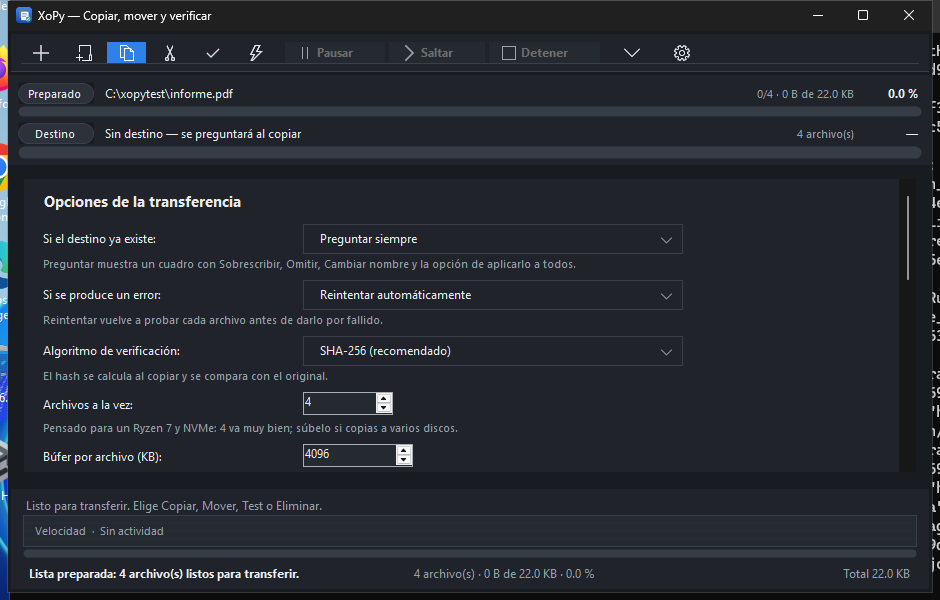 XoPy — Copiar, mover y verificar
Pausar Saltar Detener
Preparado C:\xopytest\informe.pdf 0/4 · 0 B de 22.0 KB 0.0 %
Destino Sin destino — se preguntará al copiar 4 archivo(s) —
Opciones de la transferencia
Si el destino ya existe: Preguntar siempre
Preguntar muestra un cuadro con Sobrescribir, Omitir, Cambiar nombre y la opción de aplicarlo a todos.
Si se produce un error: Reintentar automáticamente
Reintentar vuelve a probar cada archivo antes de darlo por fallido.
Algoritmo de verificación: SHA-256 (recomendado)
El hash se calcula al copiar y se compara con el original.
Archivos a la vez: 4
Pensado para un Ryzen 7 y NVMe: 4 va muy bien; súbelo si copias a varios discos.
Búfer por archivo (KB): 4096
Listo para transferir. Elige Copiar, Mover, Test o Eliminar.
Velocidad · Sin actividad
Lista preparada: 4 archivo(s) listos para transferir. 4 archivo(s) · 0 B de 22.0 KB · 0.0 % Total 22.0 KB